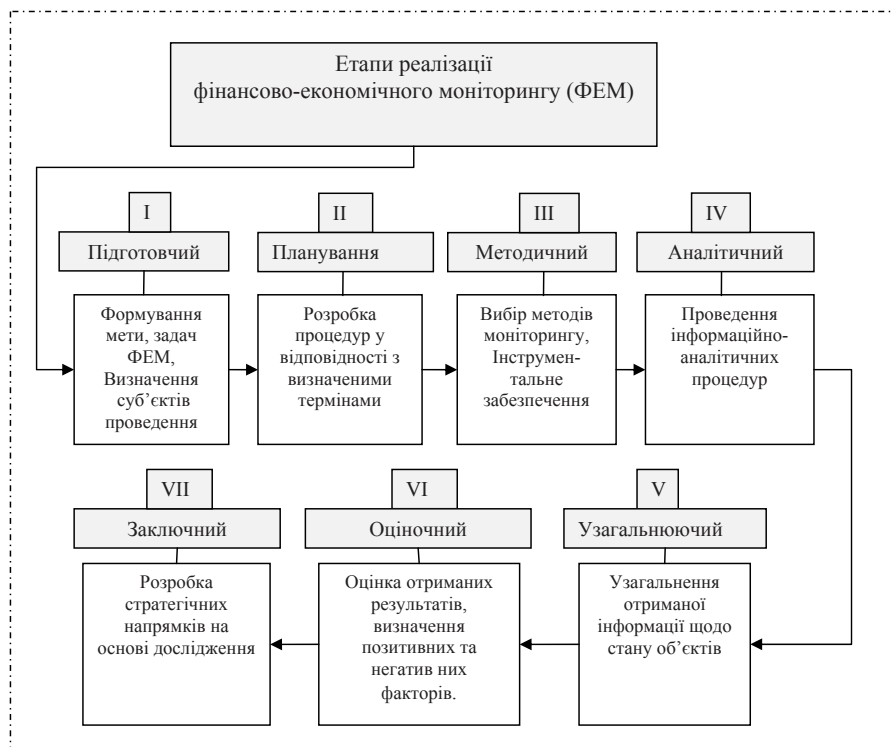 Етапи реалізації
фінансово-економічного моніторингу (ФЕМ)
I
Підготовчий
Формування
мети, задач
ФЕМ,
Визначення
суб’єктів
проведення
II
Планування
Розробка
процедур у
відповідності з
визначеними
термінами
III
Методичний
Вибір методів
моніторингу,
Інструмен-
тальне
забезпечення
IV
Аналітичний
Проведення
інформаційно-
аналітичних
процедур
V
Узагальнюючий
Узагальнення
отриманої
інформації щодо
стану об’єктів
VI
Оціночний
Оцінка отриманих
результатів,
визначення
позитивних та
негатив них
факторів.
VII
Заключний
Розробка
стратегічних
напрямків на
основі дослідження